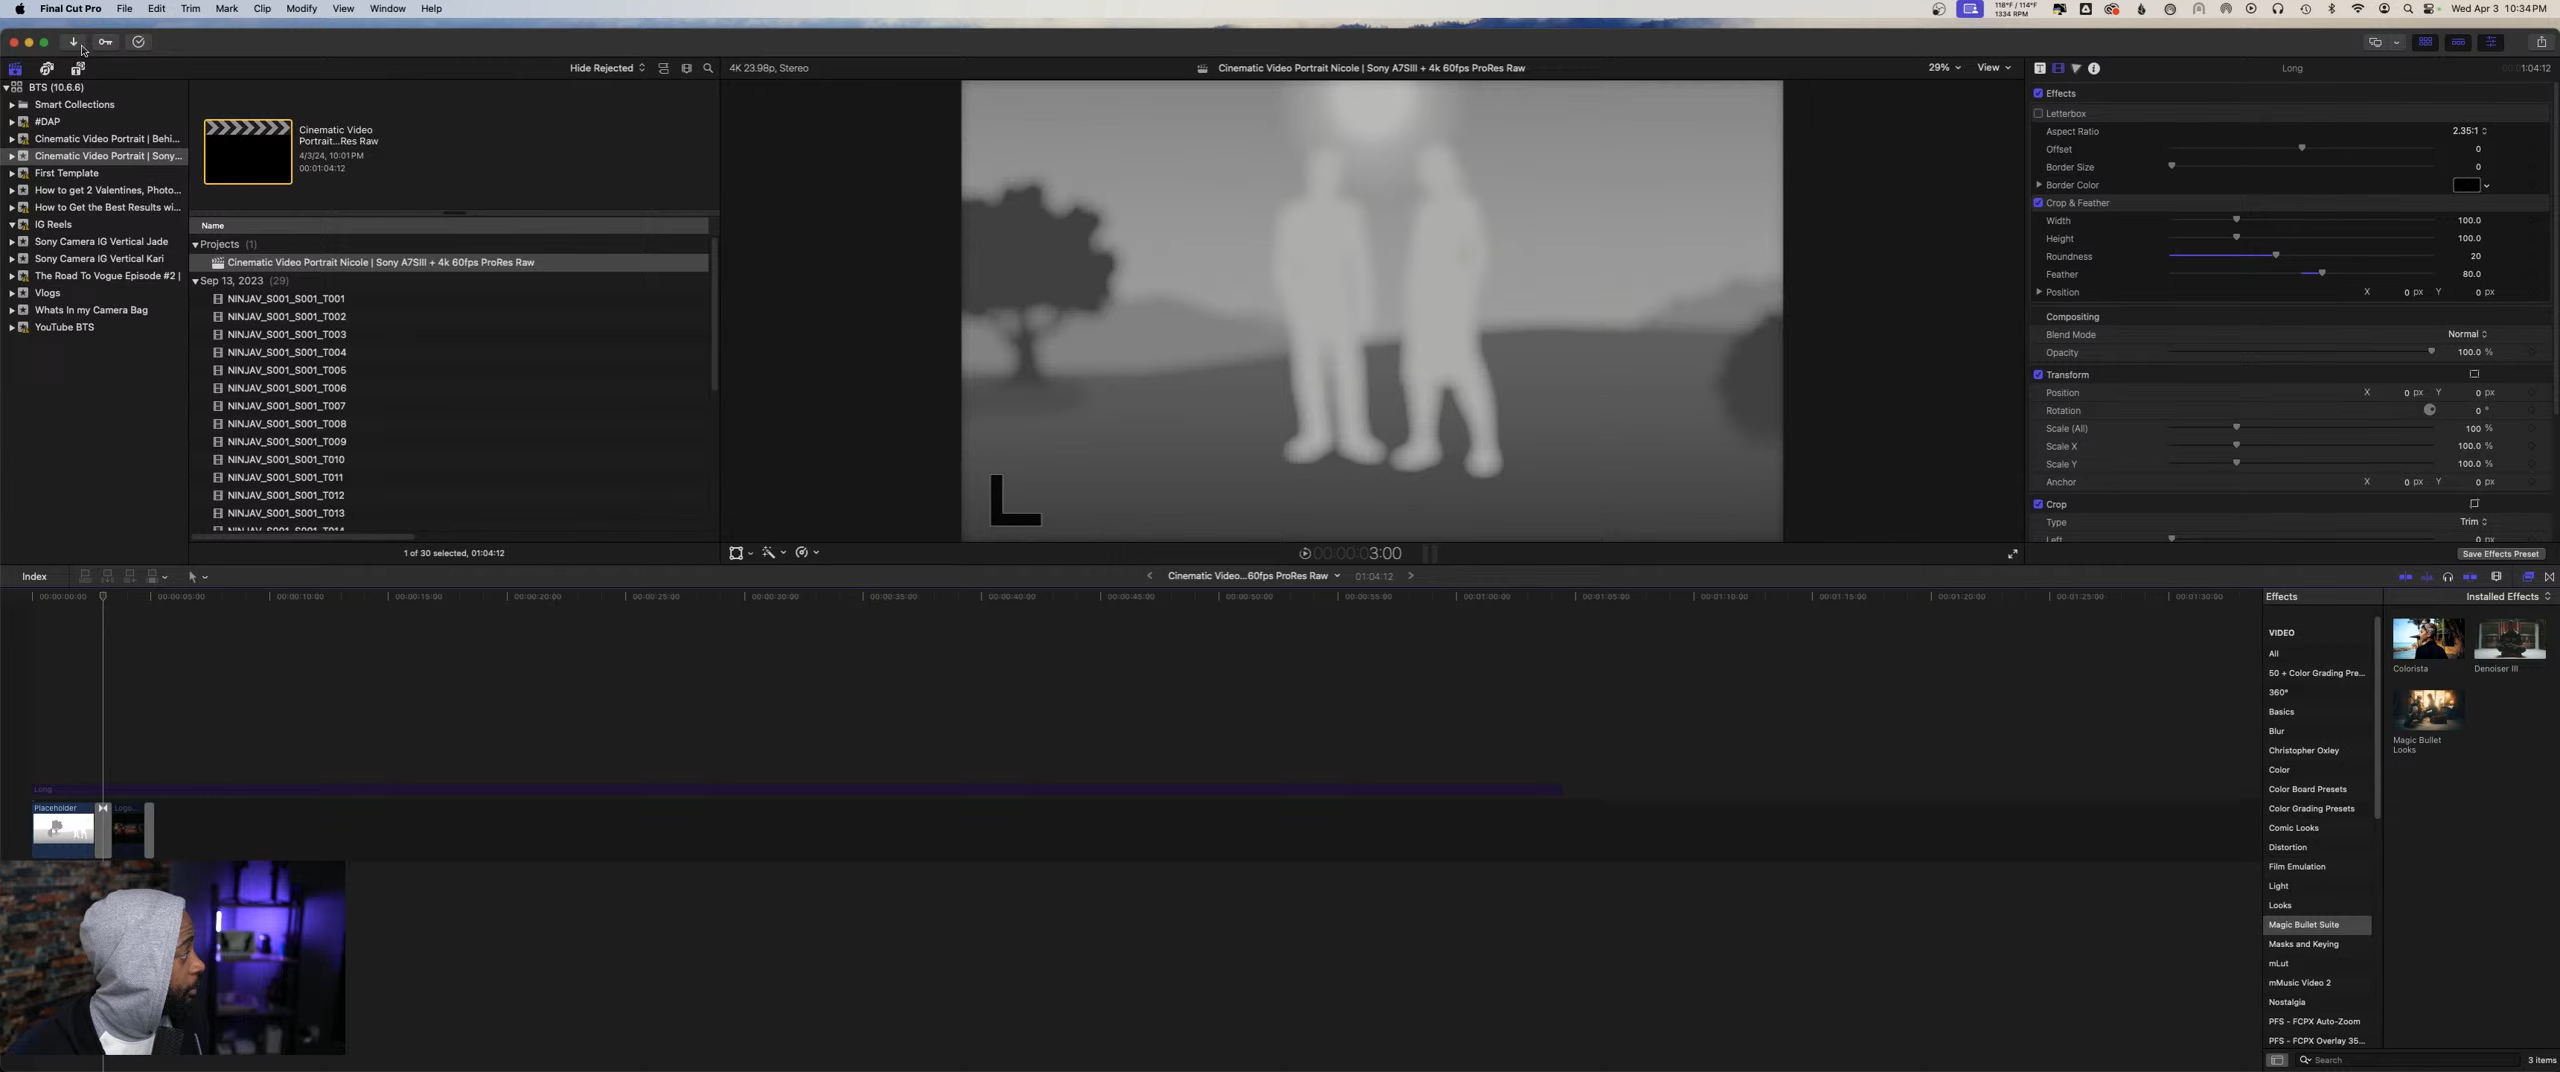 Final Cut Pro File Edit Trim Mark Clip Modify View Window Help
118°F / 114°F
1334 RPM
Wed Apr 3 10:34PM
Hide Rejected
4K 23.98p, Stereo
Cinematic Video Portrait Nicole | Sony A7SIII + 4k 60fps ProRes Raw
29%
View
Long
1:04:12
BTS (10.6.6)
Smart Collections
#DAP
Cinematic Video Portrait | Behi...
Cinematic Video Portrait | Sony...
First Template
How to get 2 Valentines, Photo...
How to Get the Best Results wi...
IG Reels
Sony Camera IG Vertical Jade
Sony Camera IG Vertical Kari
The Road To Vogue Episode #2 |
Vlogs
Whats In my Camera Bag
YouTube BTS
Cinematic Video
Portrait...Res Raw
4/3/24, 10:01PM
00:01:04:12
Name
Projects (1)
Cinematic Video Portrait Nicole | Sony A7SIII + 4k 60fps ProRes Raw
Sep 13, 2023 (29)
NINJAV_S001_S001_T001
NINJAV_S001_S001_T002
NINJAV_S001_S001_T003
NINJAV_S001_S001_T004
NINJAV_S001_S001_T005
NINJAV_S001_S001_T006
NINJAV_S001_S001_T007
NINJAV_S001_S001_T008
NINJAV_S001_S001_T009
NINJAV_S001_S001_T010
NINJAV_S001_S001_T011
NINJAV_S001_S001_T012
NINJAV_S001_S001_T013
NINJAV_S001_S001_T014
1 of 30 selected, 01:04:12
00:00:00:03:00
Effects
Letterbox
Aspect Ratio 2.35:1
Offset 0
Border Size 0
Border Color
Crop & Feather
Width 100.0
Height 100.0
Roundness 20
Feather 80.0
Position X 0 px Y 0 px
Compositing
Blend Mode Normal
Opacity 100.0 %
Transform
Position X 0 px Y 0 px
Rotation 0 °
Scale (All) 100 %
Scale X 100.0 %
Scale Y 100.0 %
Anchor X 0 px Y 0 px
Crop
Type Trim
Left 0 px
Save Effects Preset
Index
Cinematic Video...60fps ProRes Raw
01:04:12
00:00:00:00 00:00:05:00 00:00:10:00 00:00:15:00 00:00:20:00 00:00:25:00 00:00:30:00 00:00:35:00 00:00:40:00 00:00:45:00 00:00:50:00 00:00:55:00 00:01:00:00 00:01:05:00 00:01:10:00 00:01:15:00 00:01:20:00 00:01:25:00 00:01:30:00
Long
Placeholder
Logo...
Effects
Installed Effects
VIDEO
All
50 + Color Grading Pre...
360°
Basics
Blur
Christopher Oxley
Color
Color Board Presets
Color Grading Presets
Comic Looks
Distortion
Film Emulation
Light
Looks
Magic Bullet Suite
Masks and Keying
mLut
mMusic Video 2
Nostalgia
PFS - FCPX Auto-Zoom
PFS - FCPX Overlay 35...
Colorista
Denoiser III
Magic Bullet
Looks
Search
3 items